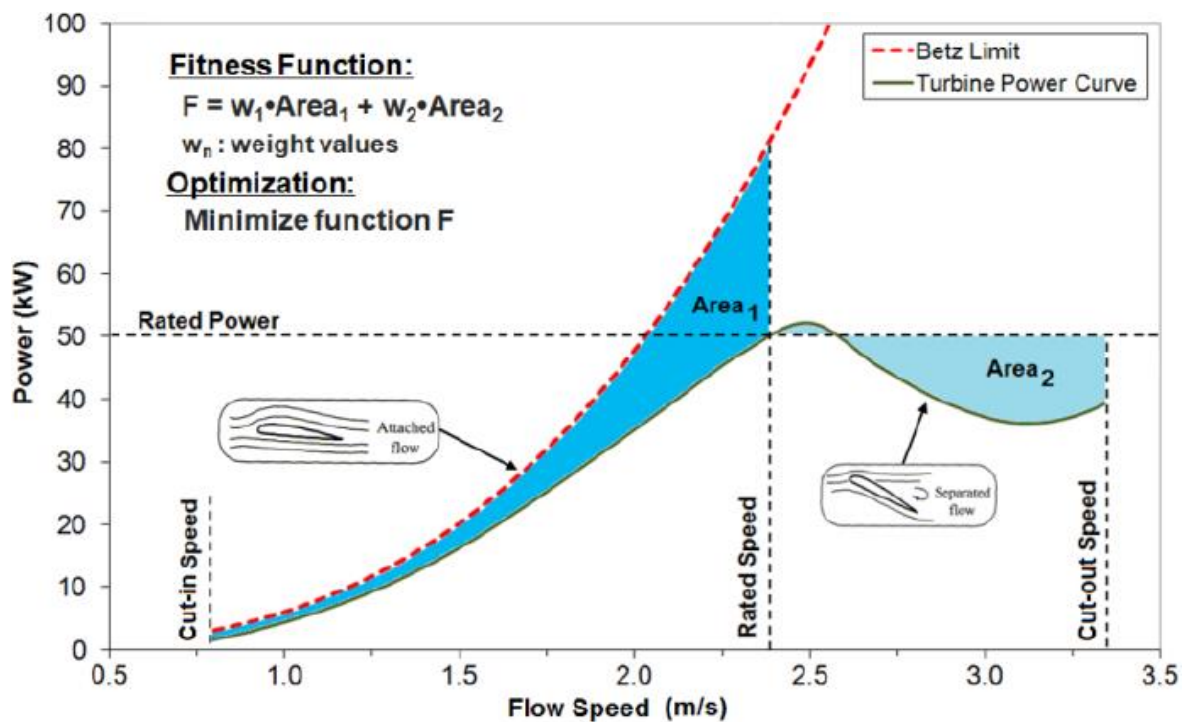 Fitness Function:
F = w₁•Area₁ + w₂•Area₂
wₙ : weight values
Optimization:
Minimize function F
Betz Limit
Turbine Power Curve
Rated Power
Area₁
Area₂
Attached
flow
Separated
flow
Cut-in Speed
Rated Speed
Cut-out Speed
Power (kW)
100
90
80
70
60
50
40
30
20
10
0
0.5
1.0
1.5
2.0
2.5
3.0
3.5
Flow Speed (m/s)